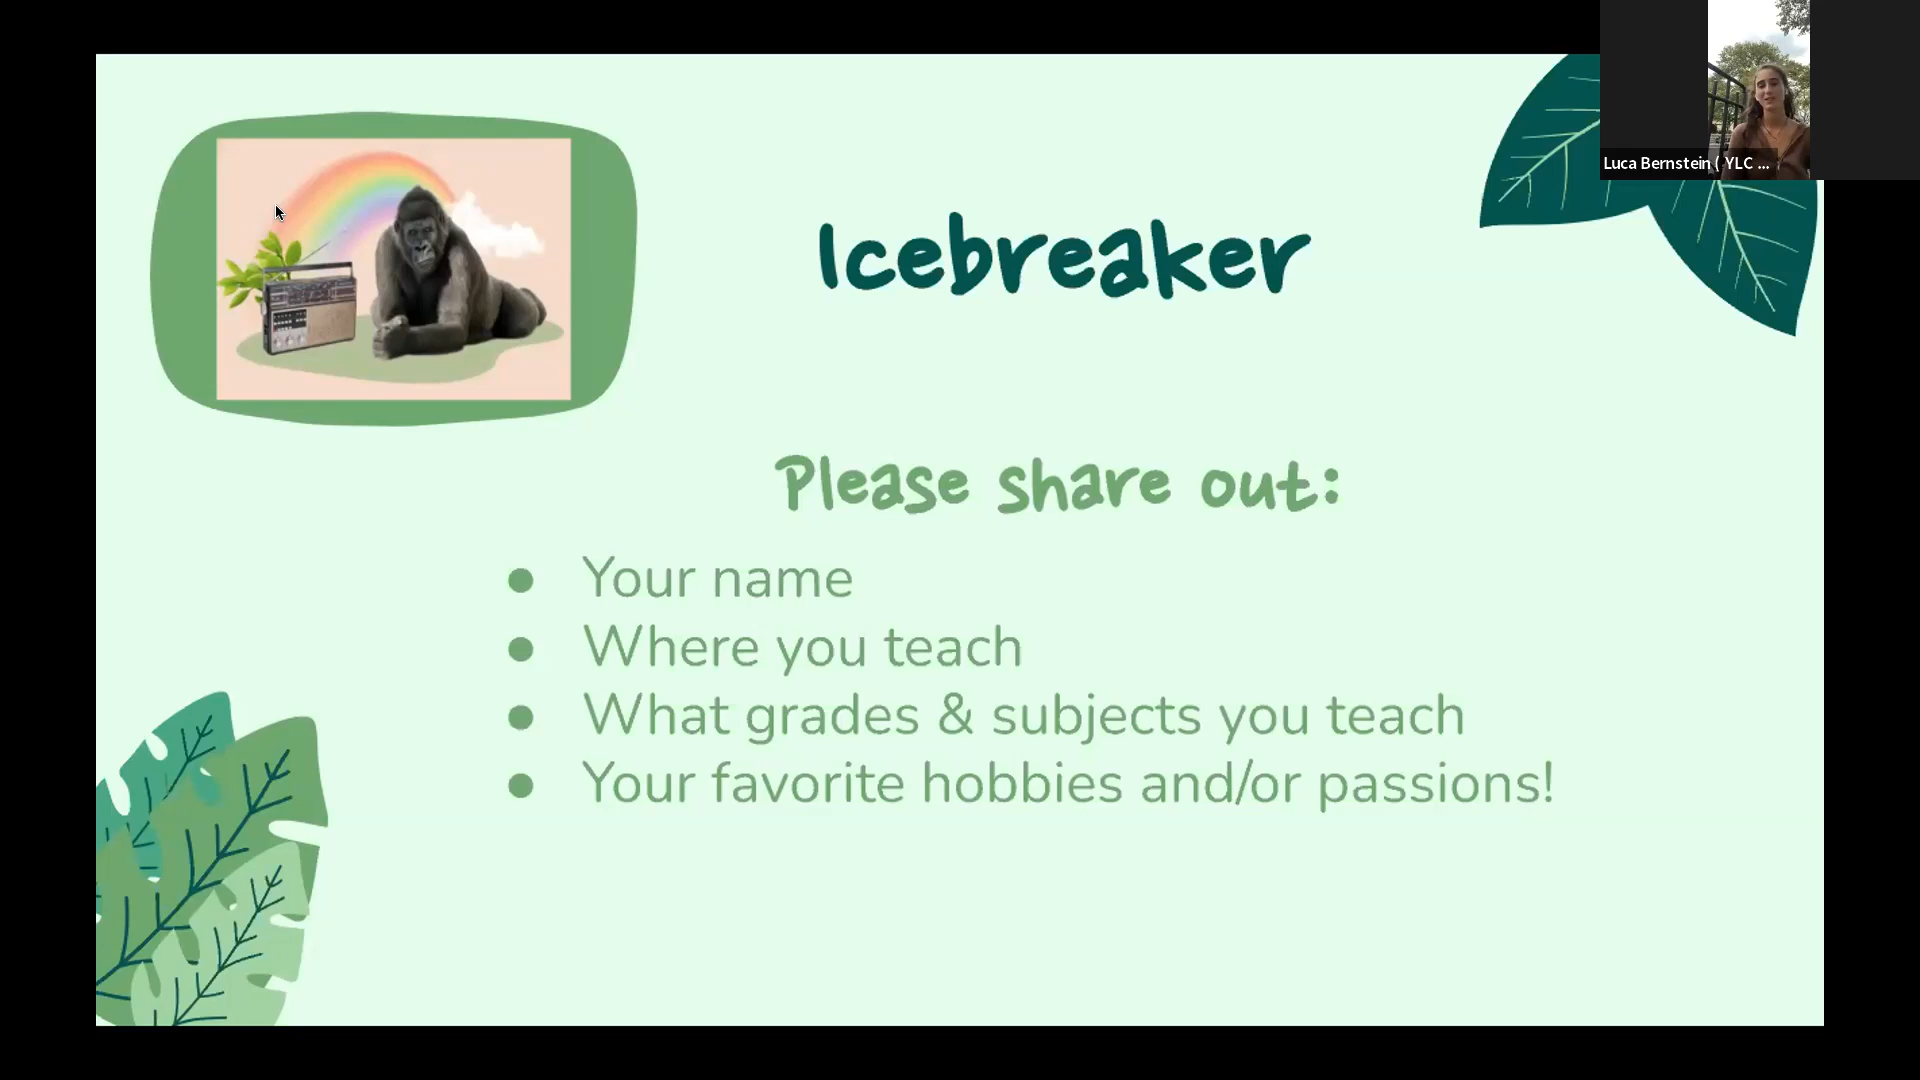 Luca Bernstein ( YLC ...
Icebreaker
Please share out:
● Your name
● Where you teach
● What grades & subjects you teach
● Your favorite hobbies and/or passions!